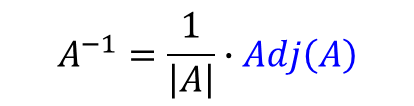 A⁻¹ = 1/|A| · Adj(A)